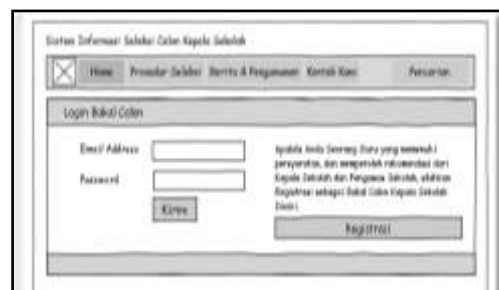 Sistem Informasi Seleksi Calon Kepala Sekolah
Home Prosedur Seleksi Berita & Pengumuman Kontak Kami Pencarian
Login Bakal Calon
Email Address
Password
Kirim
Apabila Anda Seorang Guru yang memenuhi
persyaratan, dan memperoleh rekomendasi dari
Kepala Sekolah dan Pengawas Sekolah, silahkan
Registrasi sebagai Bakal Calon Kepala Sekolah
Registrasi